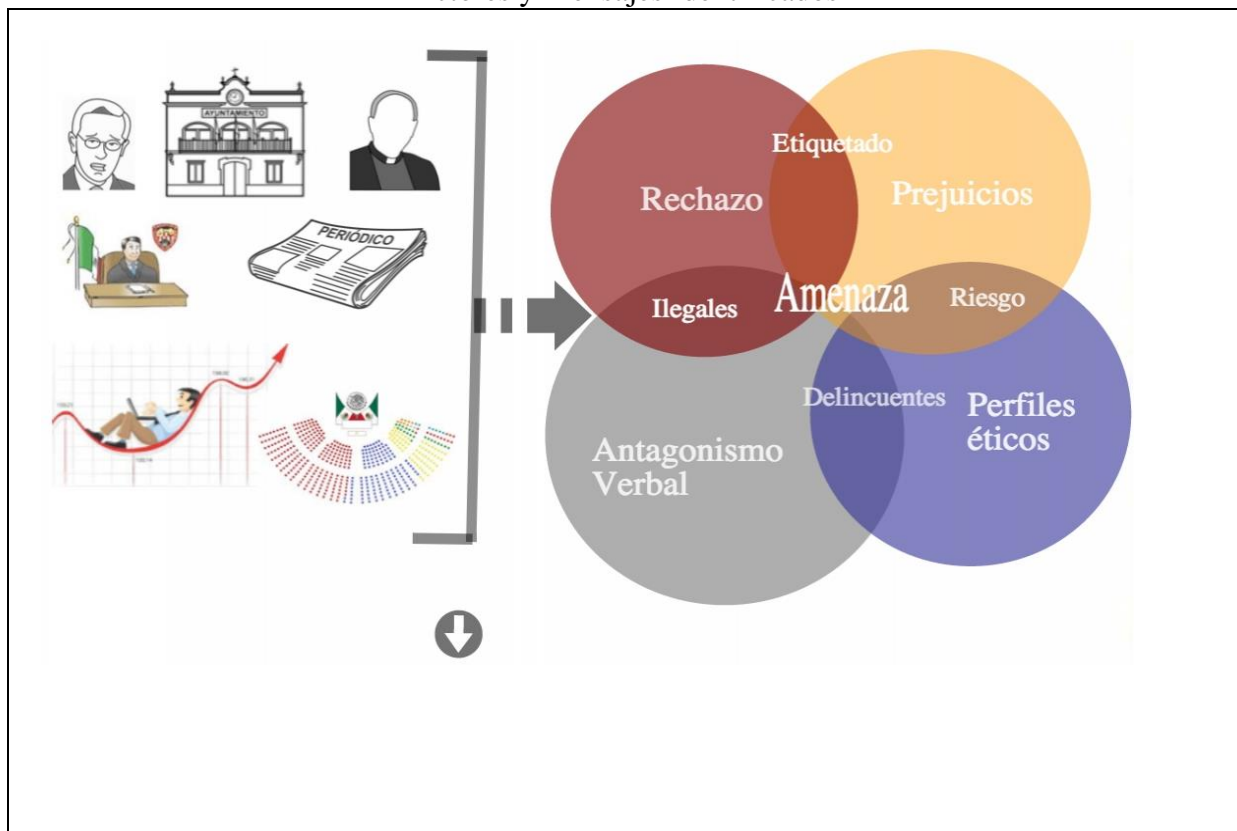 AYUNTAMIENTO
PERIÓDICO
Etiquetado
Rechazo
Prejuicios
Ilegales
Amenaza
Riesgo
Delincuentes
Perfiles
éticos
Antagonismo
Verbal